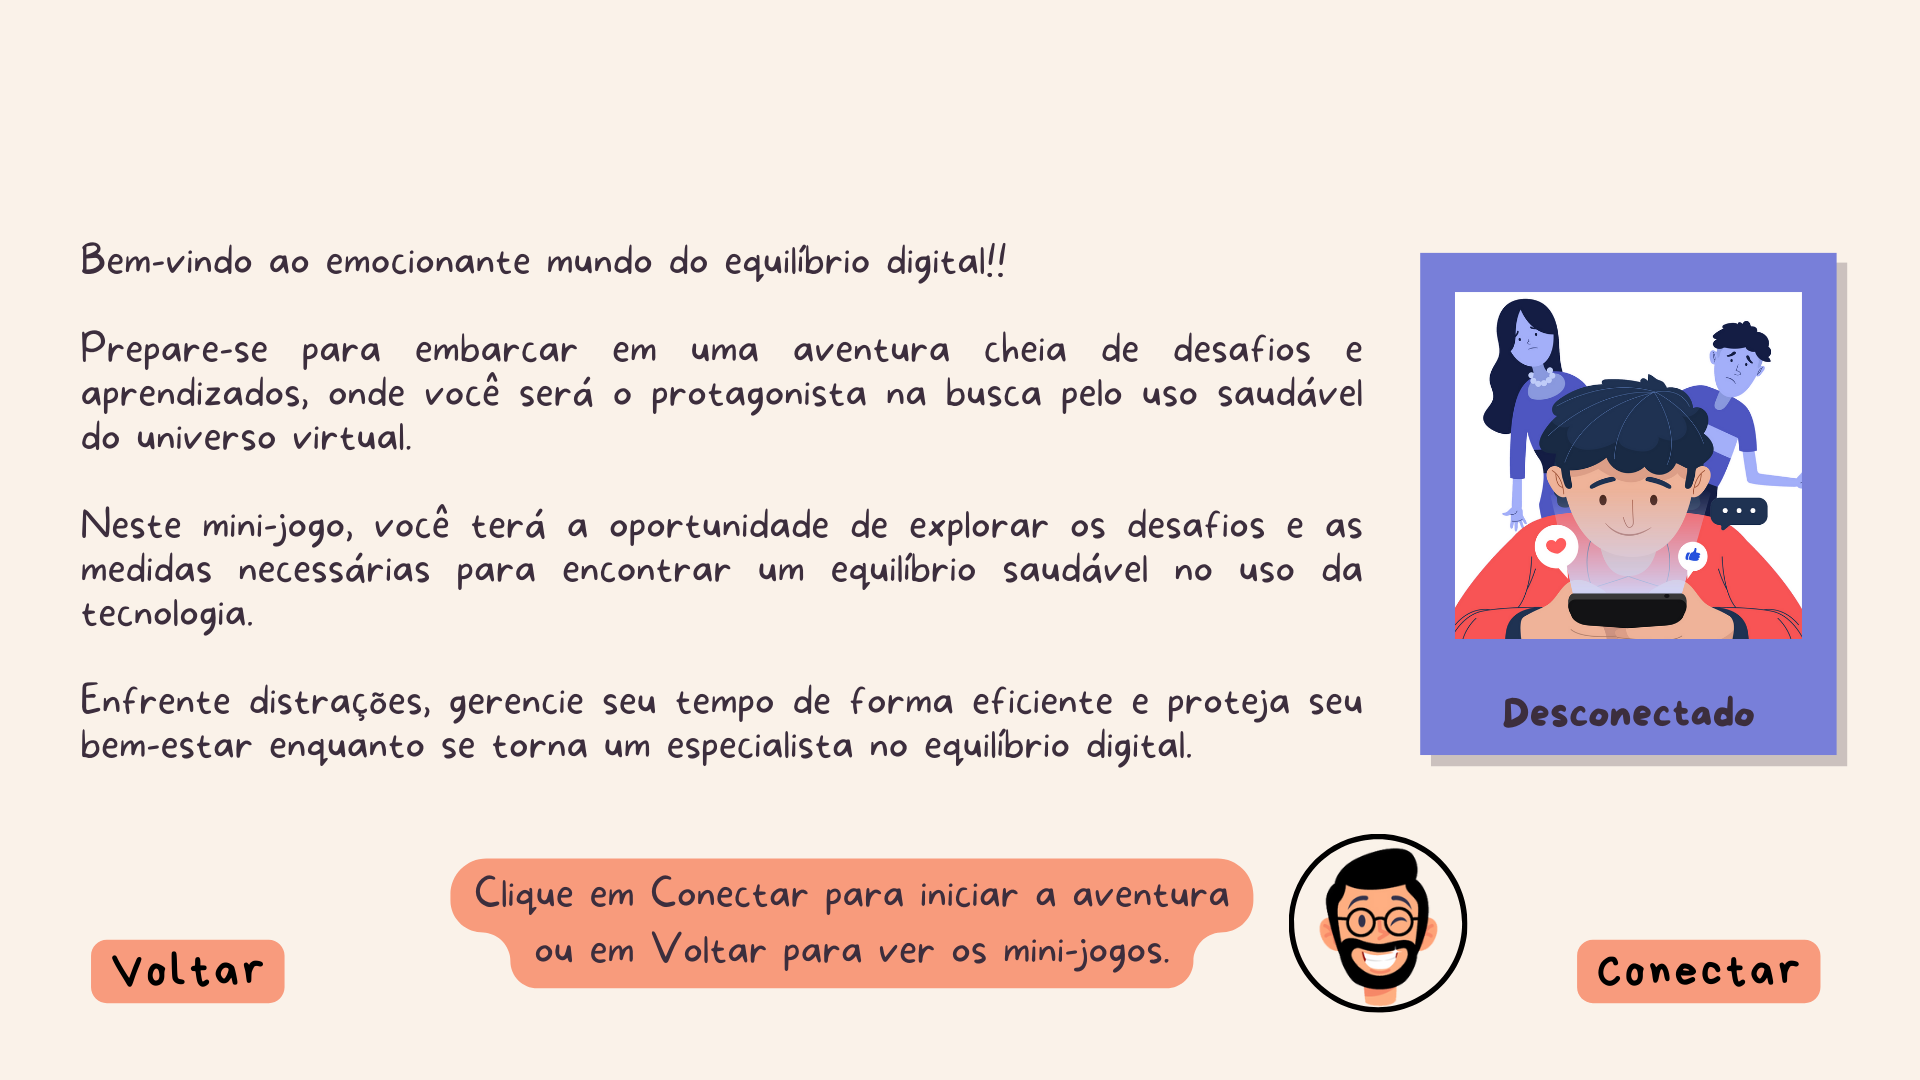 Bem-vindo ao emocionante mundo do equilíbrio digital!!
Prepare-se para embarcar em uma aventura cheia de desafios e
aprendizados, onde você será o protagonista na busca pelo uso saudável
do universo virtual.
Neste mini-jogo, você terá a oportunidade de explorar os desafios e as
medidas necessárias para encontrar um equilíbrio saudável no uso da
tecnologia.
Enfrente distrações, gerencie seu tempo de forma eficiente e proteja seu
bem-estar enquanto se torna um especialista no equilíbrio digital.
Desconectado
Clique em Conectar para iniciar a aventura
ou em Voltar para ver os mini-jogos.
Voltar
Conectar